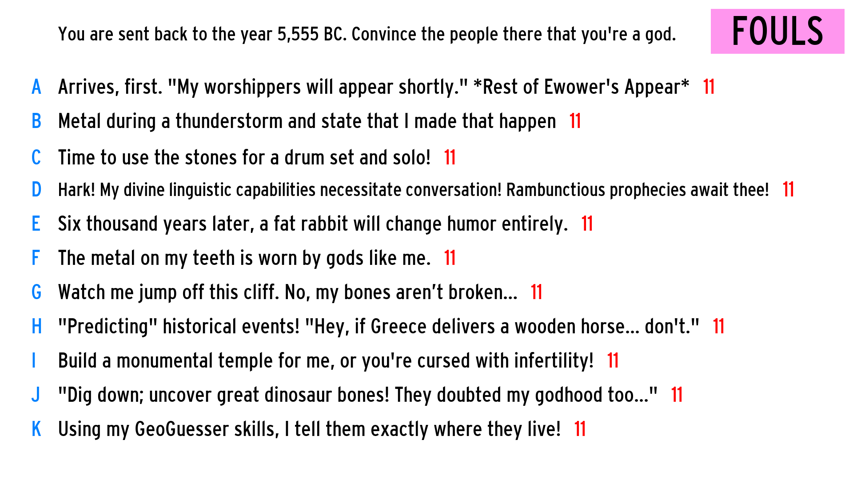 You are sent back to the year 5,555 BC. Convince the people there that you're a god.
FOULS
A Arrives, first. "My worshippers will appear shortly." *Rest of Ewower's Appear* 11
B Metal during a thunderstorm and state that I made that happen 11
C Time to use the stones for a drum set and solo! 11
D Hark! My divine linguistic capabilities necessitate conversation! Rambunctious prophecies await thee! 11
E Six thousand years later, a fat rabbit will change humor entirely. 11
F The metal on my teeth is worn by gods like me. 11
G Watch me jump off this cliff. No, my bones aren’t broken... 11
H "Predicting" historical events! "Hey, if Greece delivers a wooden horse... don't." 11
I Build a monumental temple for me, or you're cursed with infertility! 11
J "Dig down; uncover great dinosaur bones! They doubted my godhood too..." 11
K Using my GeoGuesser skills, I tell them exactly where they live! 11